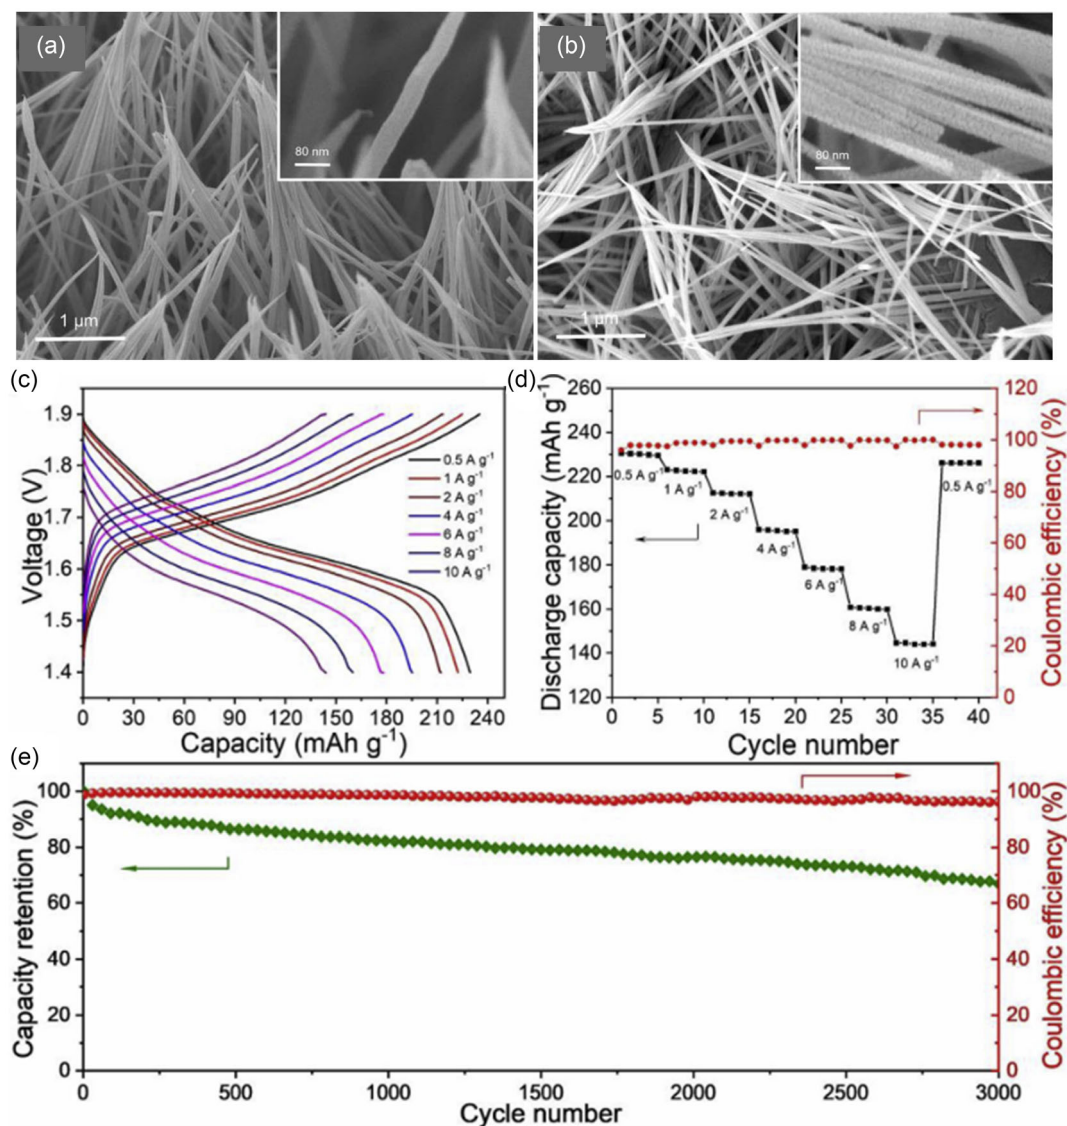 (a)
80 nm
1 µm
(b)
80 nm
1 µm
(c)
Voltage (V)
1.9
1.8
1.7
1.6
1.5
1.4
0.5 A g-1
1 A g-1
2 A g-1
4 A g-1
6 A g-1
8 A g-1
10 A g-1
0 30 60 90 120 150 180 210 240
Capacity (mAh g-1)
(d)
Discharge capacity (mAh g-1)
260
240
220
200
180
160
140
120
0.5 A g-1
1 A g-1
2 A g-1
4 A g-1
6 A g-1
8 A g-1
10 A g-1
0.5 A g-1
120
100
80
60
40
20
0
Coulombic efficiency (%)
0 5 10 15 20 25 30 35 40
Cycle number
(e)
Capacity retention (%)
100
80
60
40
20
0
100
80
60
40
20
0
Coulombic efficiency (%)
0 500 1000 1500 2000 2500 3000
Cycle number